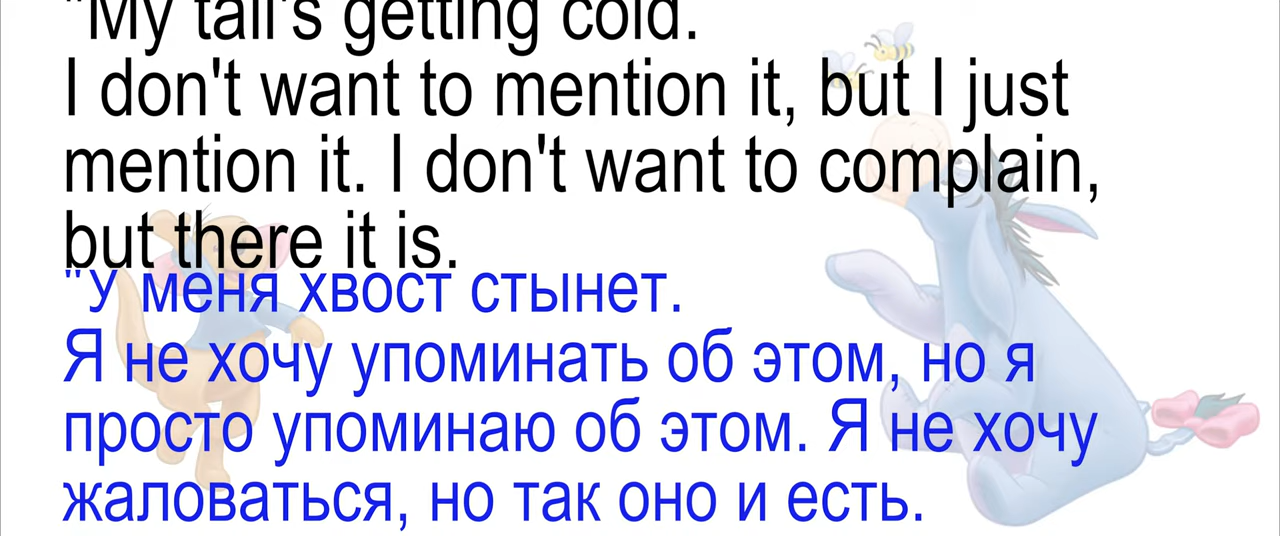 "My tail's getting cold.
I don't want to mention it, but I just
mention it. I don't want to complain,
but there it is.
"У меня хвост стынет.
Я не хочу упоминать об этом, но я
просто упоминаю об этом. Я не хочу
жаловаться, но так оно и есть.